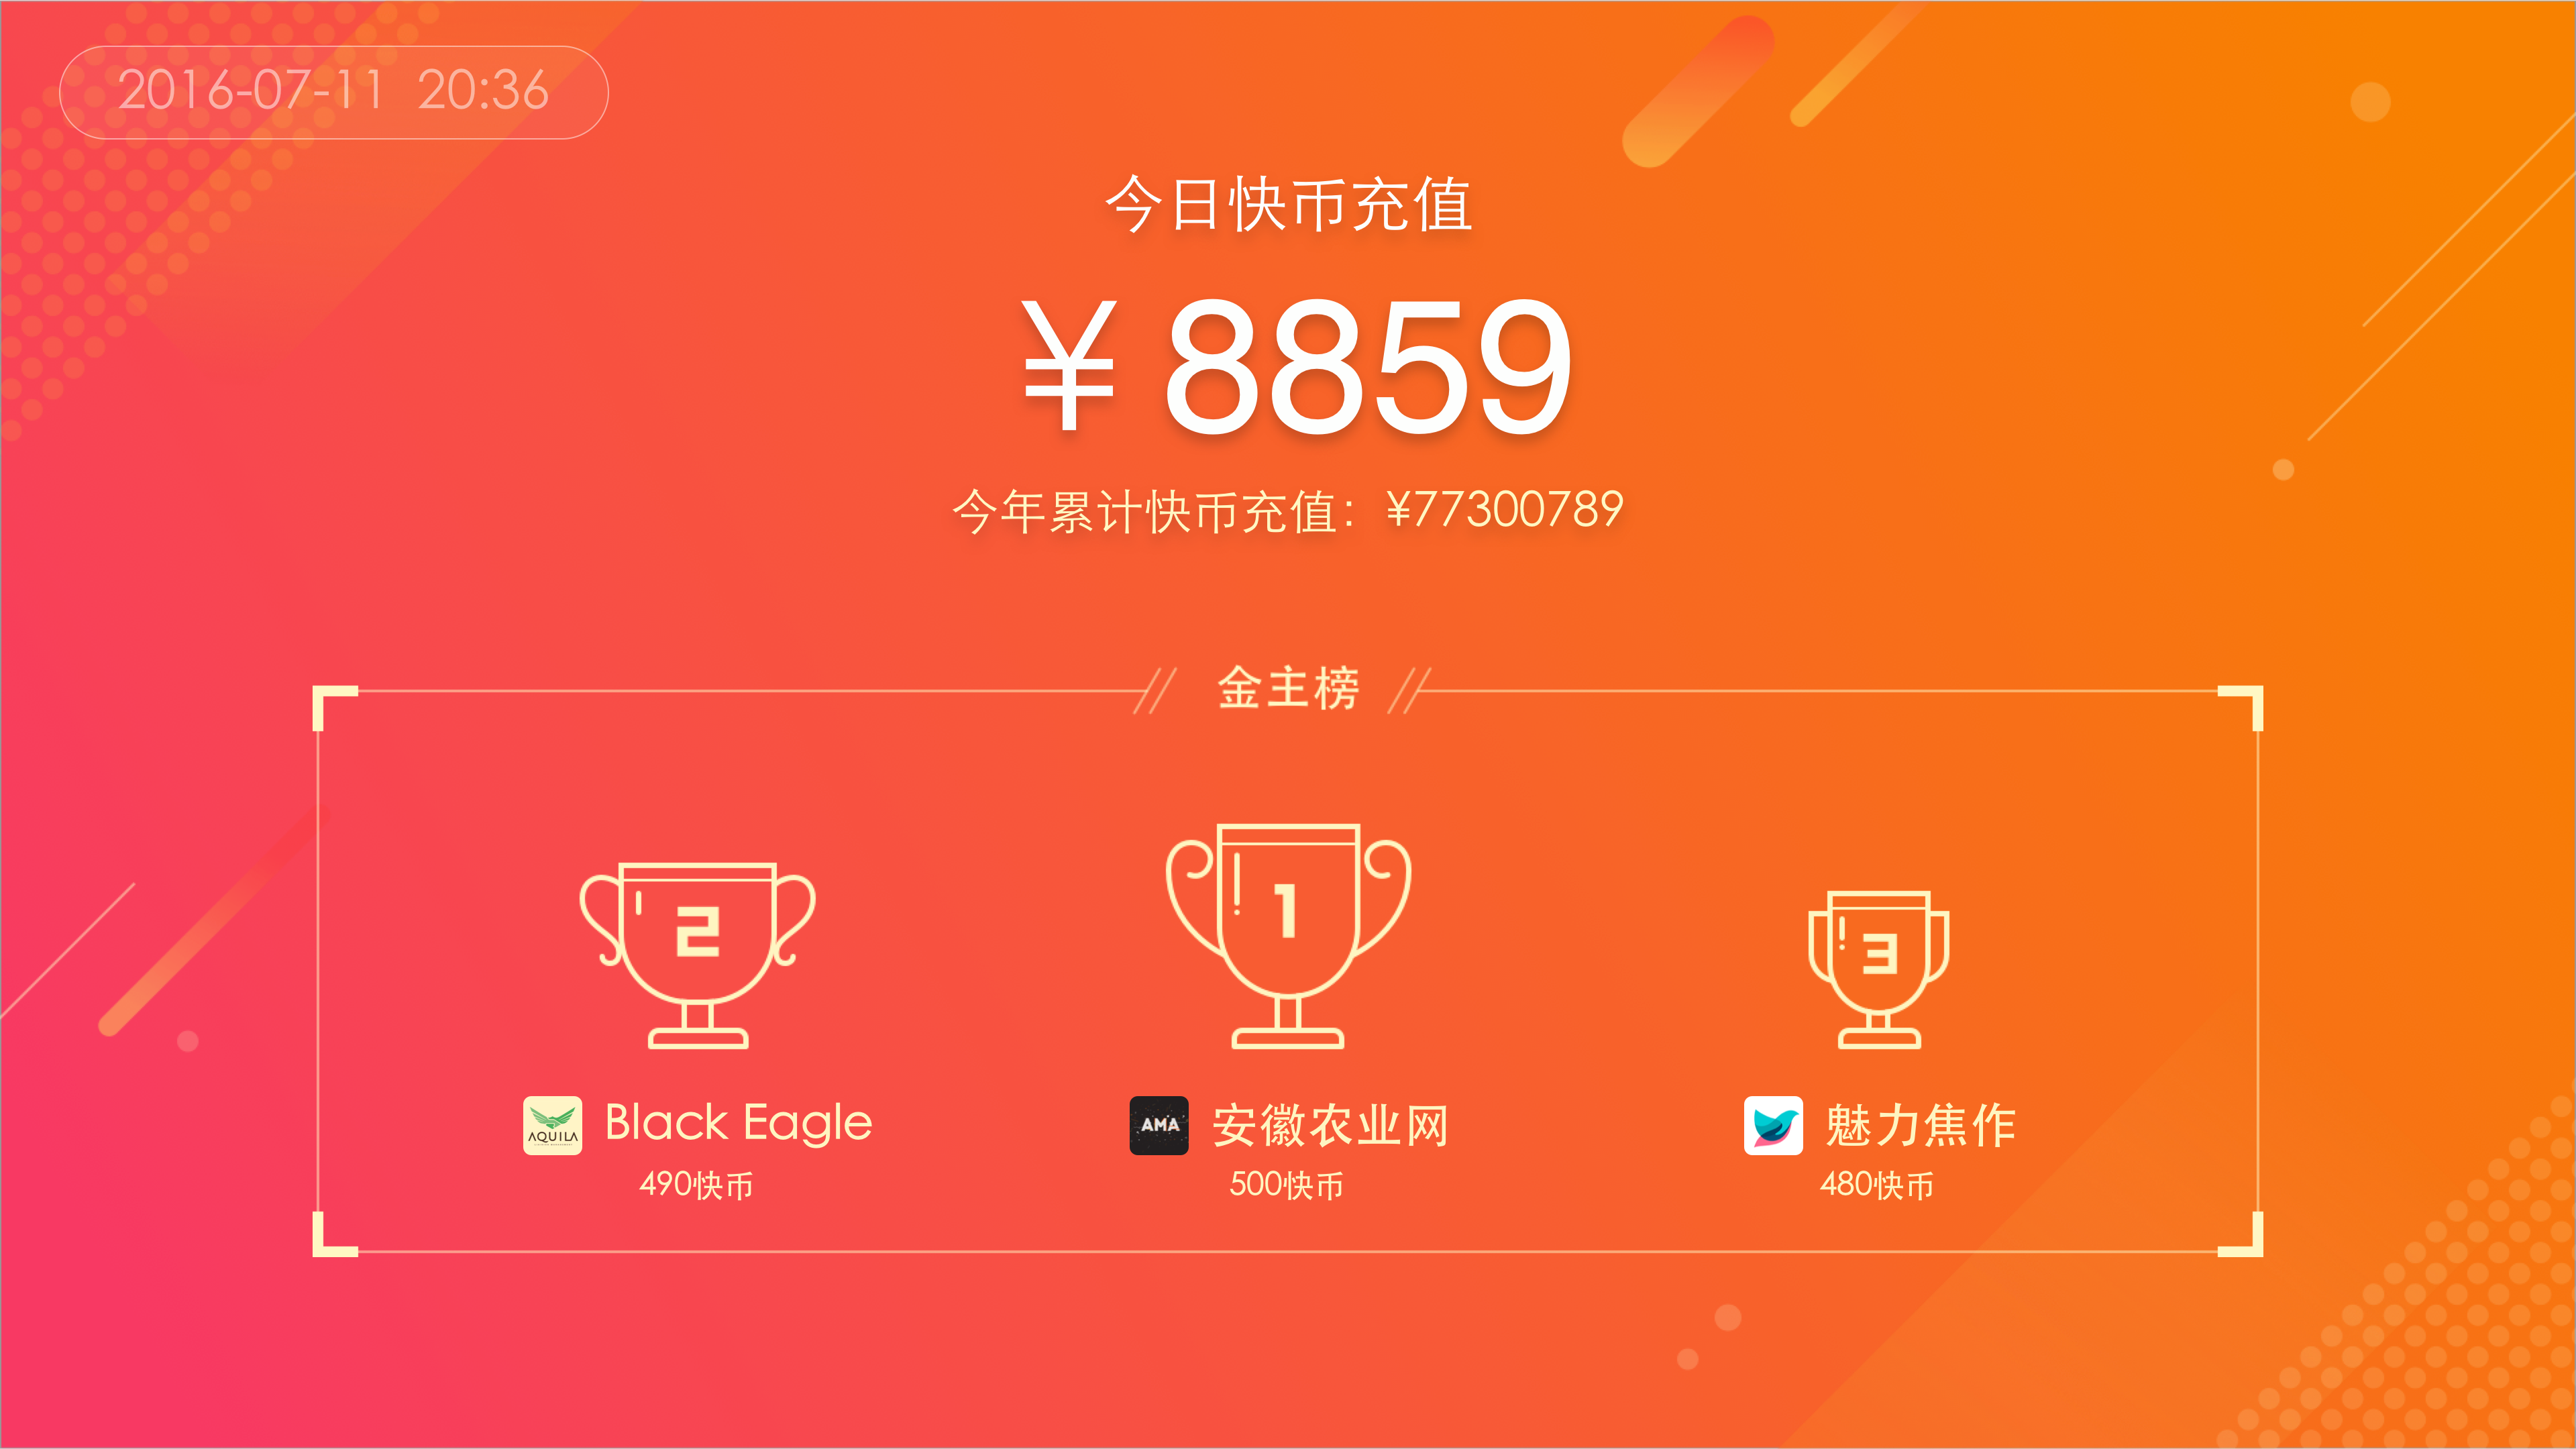 2016-07-11 20:36
今日快币充值
¥ 8859
今年累计快币充值：¥77300789
金主榜
2
1
3
AQUILA
Black Eagle
AMA
安徽农业网
魅力焦作
490快币
500快币
480快币